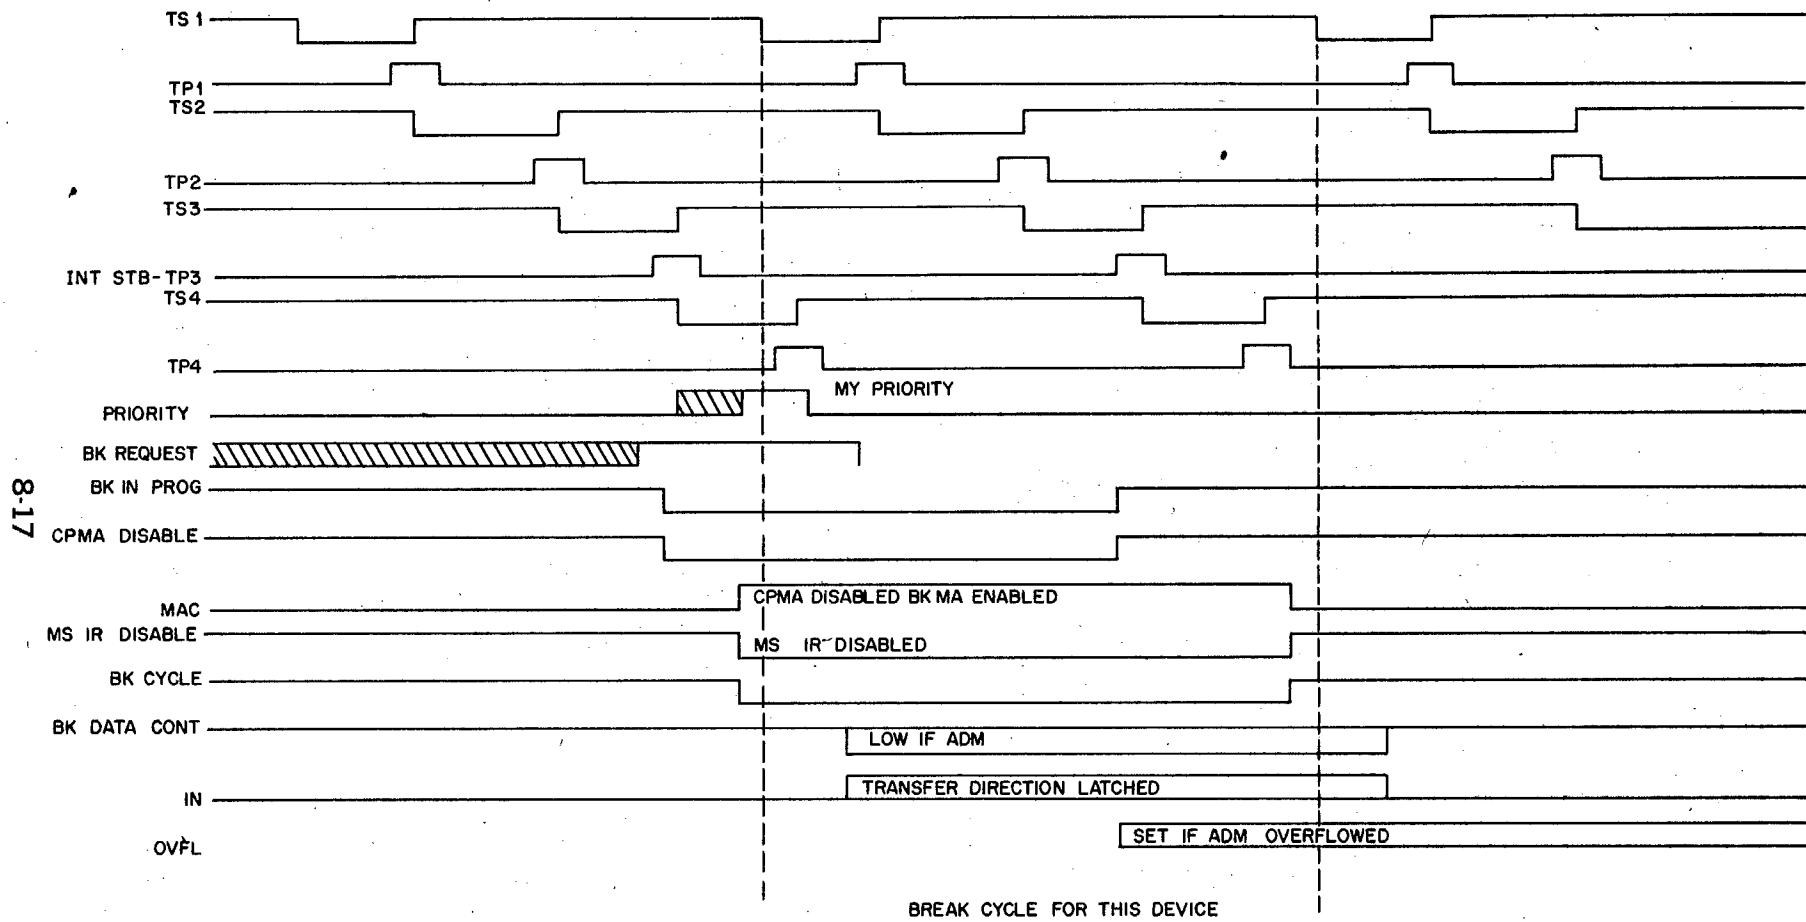 TS 1
TP1
TS2
TP2
TS3
INT STB-TP3
TS4
TP4
MY PRIORITY
PRIORITY
BK REQUEST
BK IN PROG
8-17
CPMA DISABLE
CPMA DISABLED BK MA ENABLED
MAC
MS IR DISABLE
MS IR DISABLED
BK CYCLE
BK DATA CONT
LOW IF ADM
TRANSFER DIRECTION LATCHED
IN
SET IF ADM OVERFLOWED
OVFL
BREAK CYCLE FOR THIS DEVICE